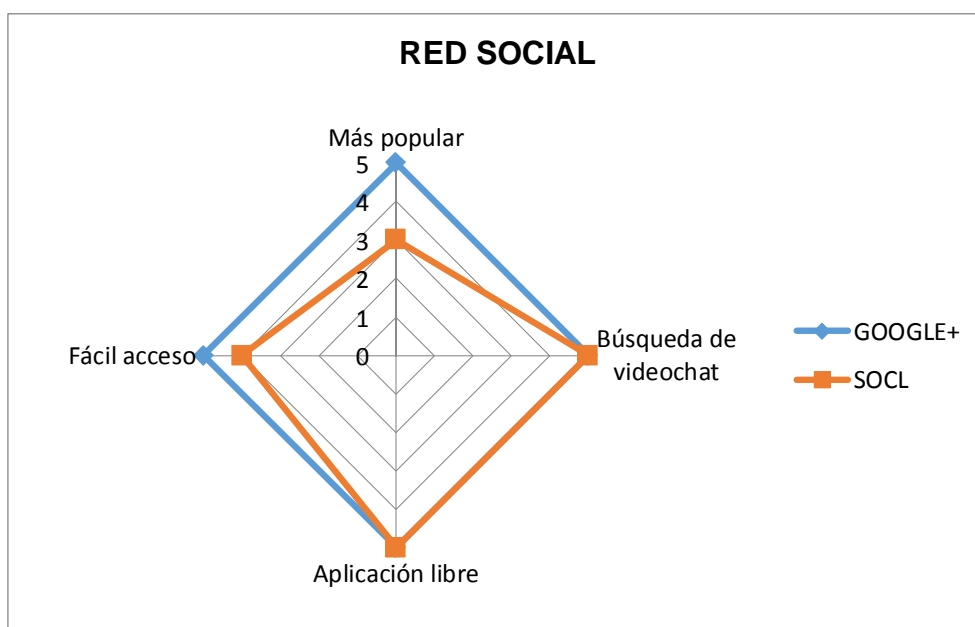 RED SOCIAL
Más popular
5
4
3
2
1
0
Fácil acceso
Búsqueda de
videochat
Aplicación libre
GOOGLE+
SOCL